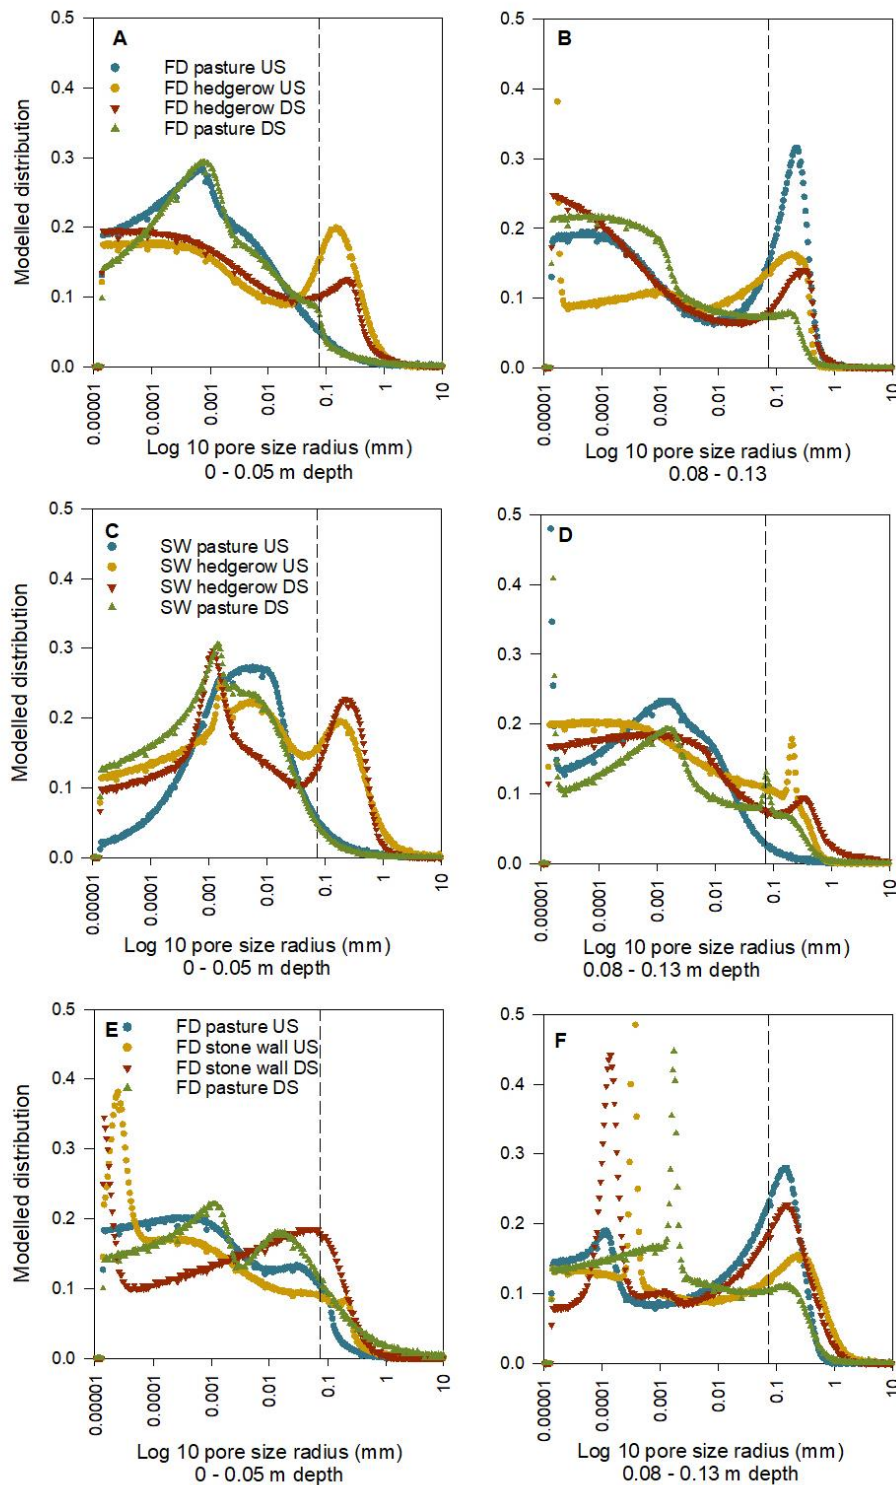 Modelled distribution
0.5
0.4
0.3
0.2
0.1
0.0
A
FD pasture US
FD hedgerow US
FD hedgerow DS
FD pasture DS
0.00001
0.0001
0.001
0.01
0.1
1
10
Log 10 pore size radius (mm)
0 - 0.05 m depth
0.5
0.4
0.3
0.2
0.1
0.0
B
0.00001
0.0001
0.001
0.01
0.1
1
10
Log 10 pore size radius (mm)
0.08 - 0.13
Modelled distribution
0.5
0.4
0.3
0.2
0.1
0.0
C
SW pasture US
SW hedgerow US
SW hedgerow DS
SW pasture DS
0.00001
0.0001
0.001
0.01
0.1
1
10
Log 10 pore size radius (mm)
0 - 0.05 m depth
0.5
0.4
0.3
0.2
0.1
0.0
D
0.00001
0.0001
0.001
0.01
0.1
1
10
Log 10 pore size radius (mm)
0.08 - 0.13 m depth
Modelled distribution
0.5
0.4
0.3
0.2
0.1
0.0
E
FD pasture US
FD stone wall US
FD stone wall DS
FD pasture DS
0.00001
0.0001
0.001
0.01
0.1
1
10
Log 10 pore size radius (mm)
0 - 0.05 m depth
0.5
0.4
0.3
0.2
0.1
0.0
F
0.00001
0.0001
0.001
0.01
0.1
1
10
Log 10 pore size radius (mm)
0.08 - 0.13 m depth